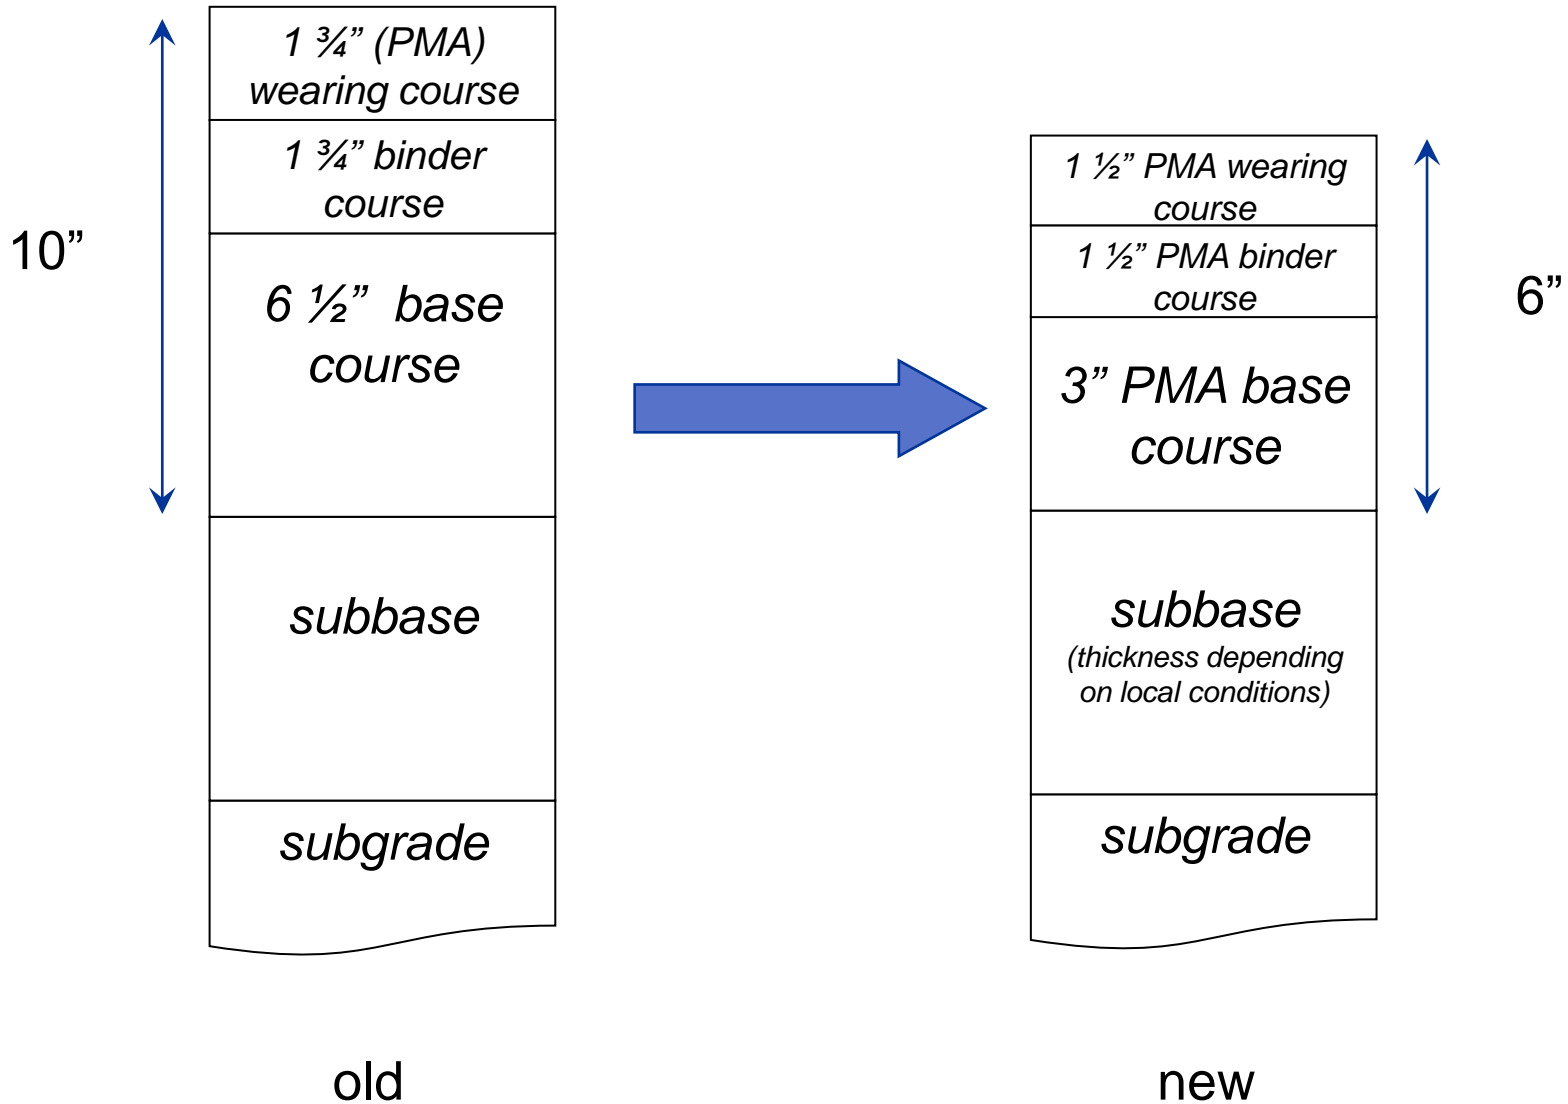 1 ¾” (PMA)
wearing course
1 ¾” binder
course
10”
6 ½”  base
course
subbase
subgrade
old
1 ½” PMA wearing
course
1 ½” PMA binder
course
6”
3” PMA base
course
subbase
(thickness depending
on local conditions)
subgrade
new